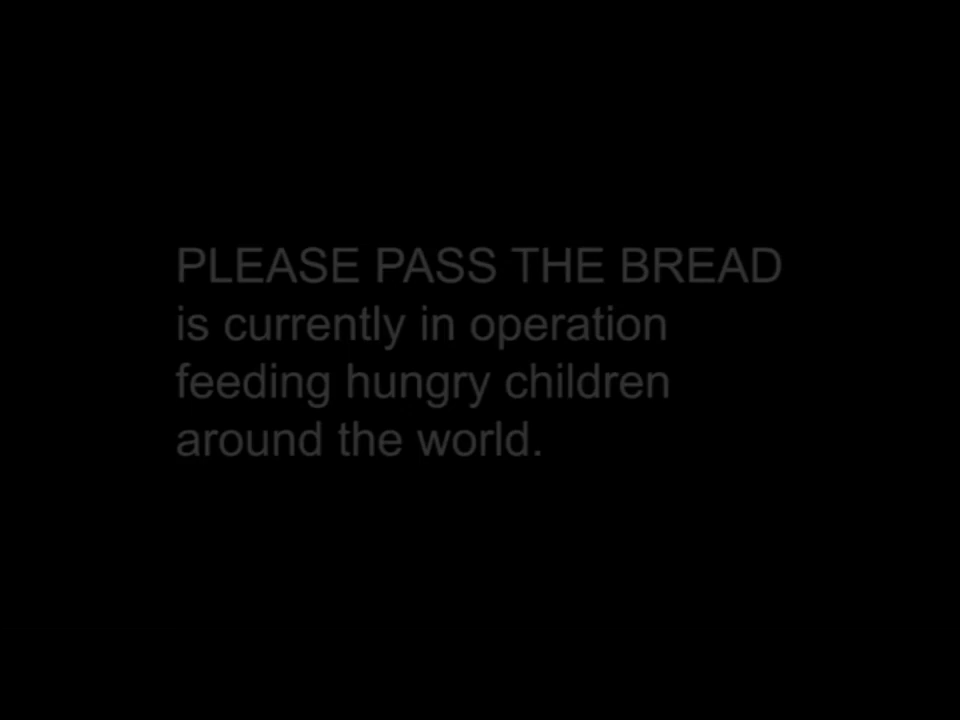 PLEASE PASS THE BREAD
is currently in operation
feeding hungry children
around the world.